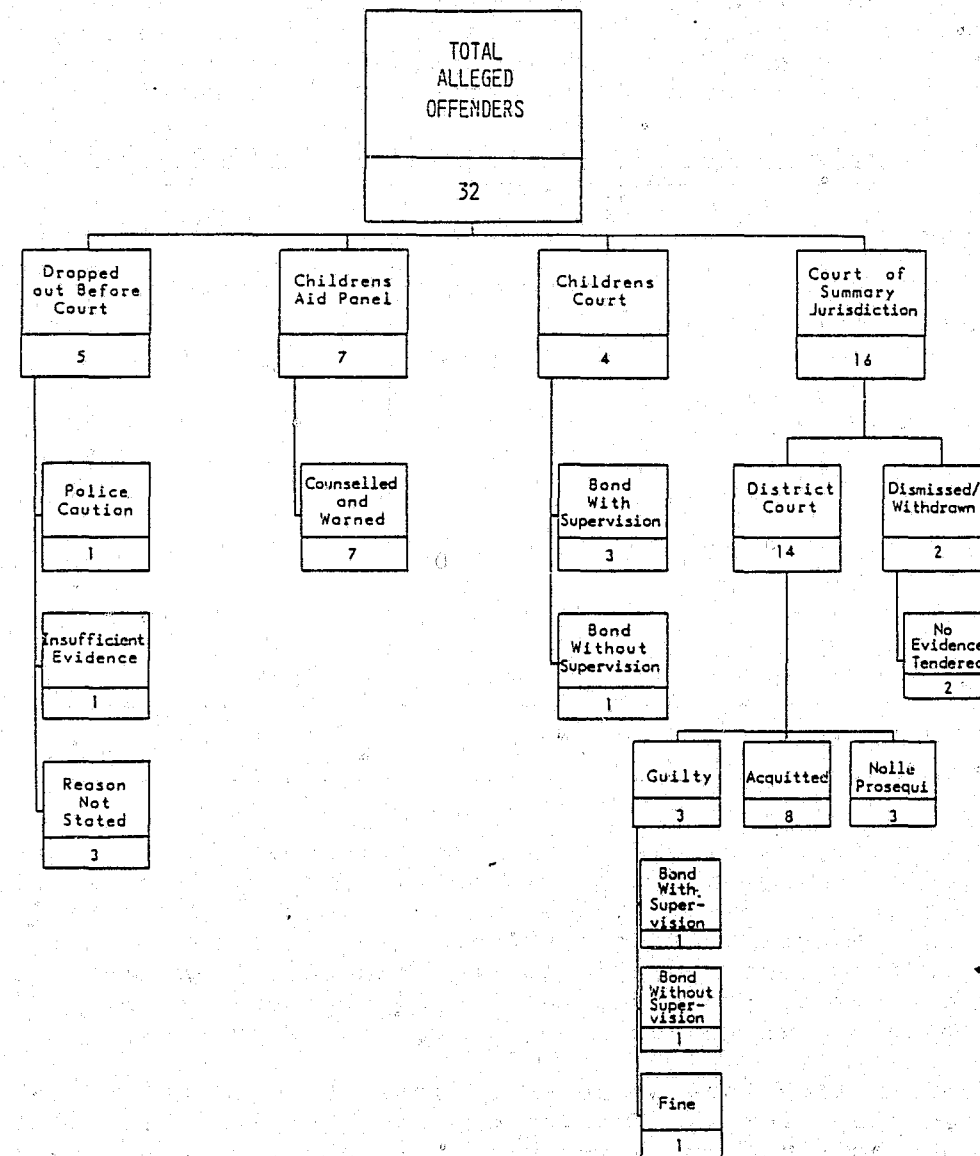 TOTAL
ALLEGED
OFFENDERS
32
Dropped
out Before
Court
5
Childrens
Aid Panel
7
Childrens
Court
4
Court of
Summary
Jurisdiction
16
Police
Caution
1
Insufficient
Evidence
1
Reason
Not
Stated
3
Counselled
and
Warned
7
Bond
With
Supervision
3
Bond
Without
Supervision
1
District
Court
14
Dismissed/
Withdrawn
2
No
Evidence
Tendered
2
Guilty
3
Acquitted
8
Nolle
Prosequi
3
Bond
With
Super-
vision
1
Bond
Without
Super-
vision
1
Fine
1